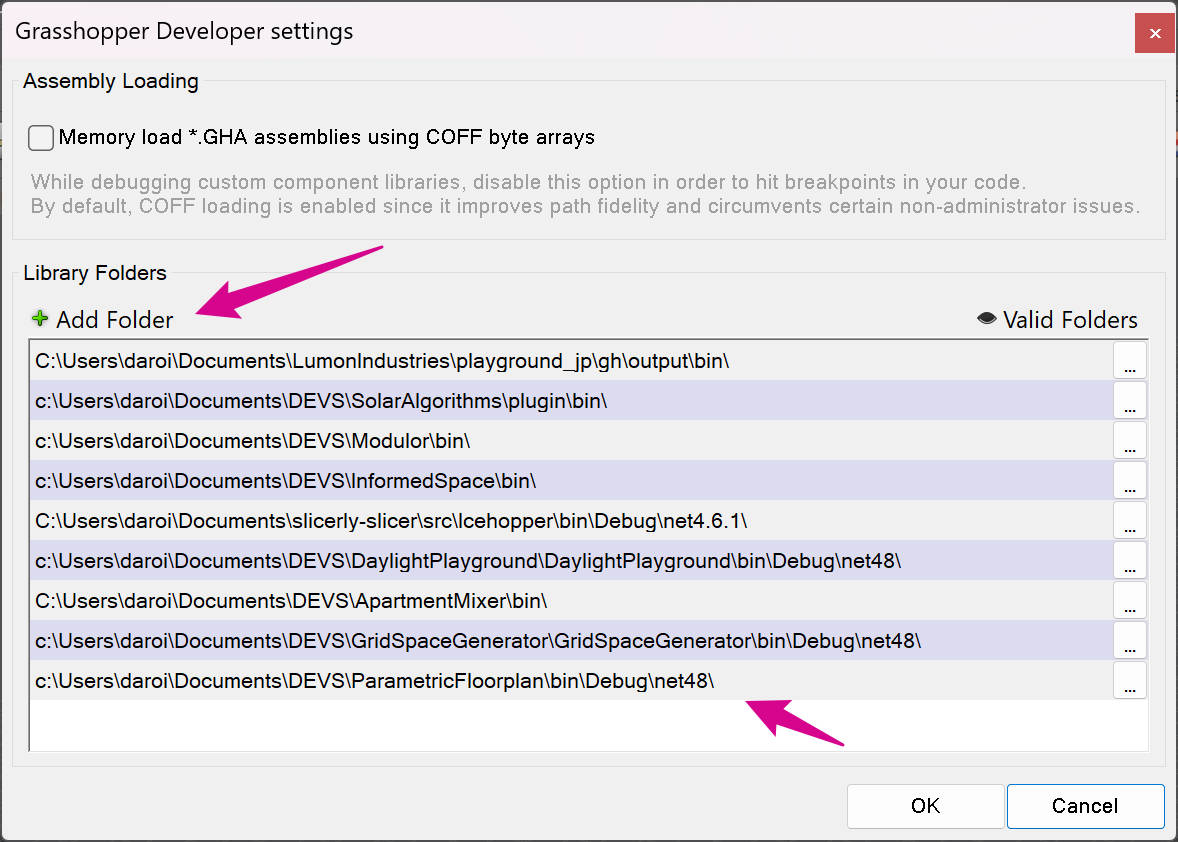 Grasshopper Developer settings
Assembly Loading
Memory load *.GHA assemblies using COFF byte arrays
While debugging custom component libraries, disable this option in order to hit breakpoints in your code.
By default, COFF loading is enabled since it improves path fidelity and circumvents certain non-administrator issues.
Library Folders
Add Folder
Valid Folders
C:\Users\daroi\Documents\LumonIndustries\playground_jp\gh\output\bin\
...
c:\Users\daroi\Documents\DEVS\SolarAlgorithms\plugin\bin\
...
c:\Users\daroi\Documents\DEVS\Modulor\bin\
...
c:\Users\daroi\Documents\DEVS\InformedSpace\bin\
...
C:\Users\daroi\Documents\slicerly-slicer\src\Icehopper\bin\Debug\net4.6.1\
...
c:\Users\daroi\Documents\DEVS\DaylightPlayground\DaylightPlayground\bin\Debug\net48\
...
C:\Users\daroi\Documents\DEVS\ApartmentMixer\bin\
...
c:\Users\daroi\Documents\DEVS\GridSpaceGenerator\GridSpaceGenerator\bin\Debug\net48\
...
c:\Users\daroi\Documents\DEVS\ParametricFloorplan\bin\Debug\net48\
...
OK
Cancel